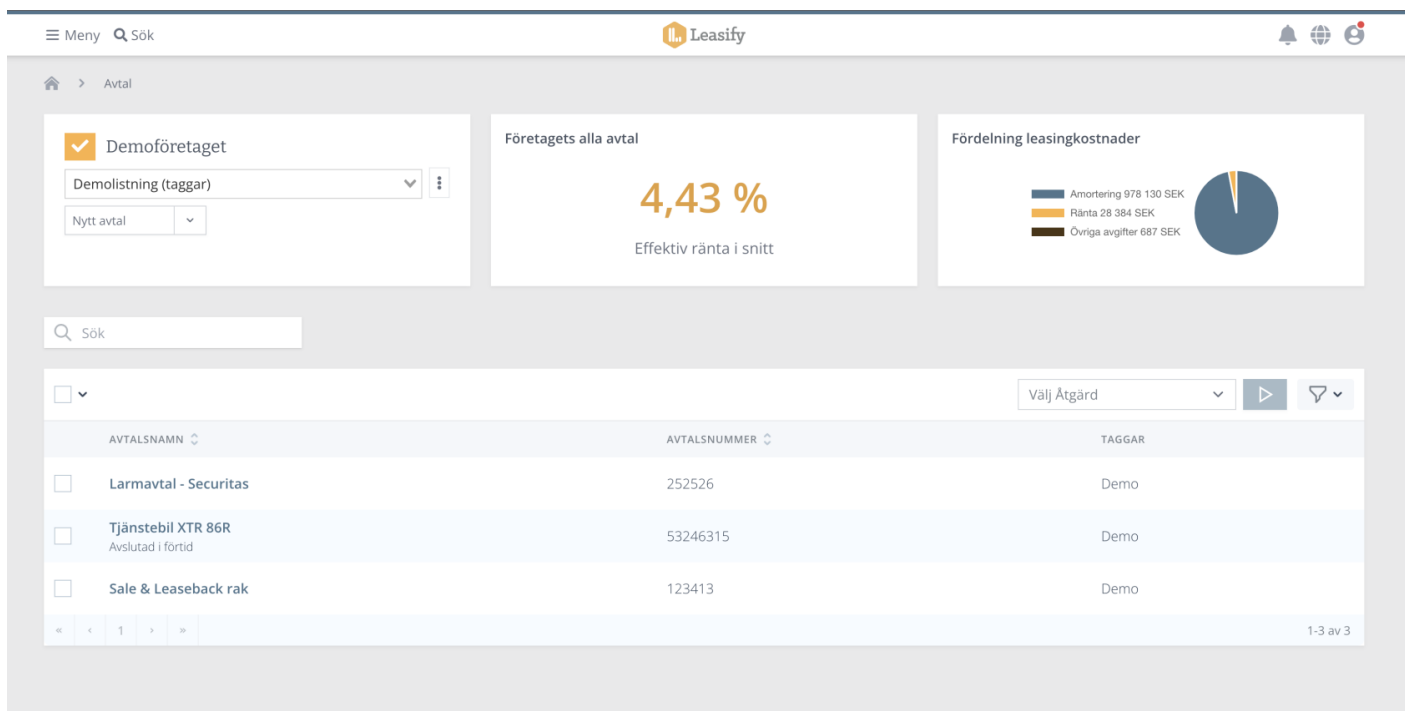 Meny Sök Leasify
> Avtal
Demoföretaget
Demolistning (taggar)
Nytt avtal
Företagets alla avtal
4,43 %
Effektiv ränta i snitt
Fördelning leasingkostnader
Amortering 978 130 SEK
Ränta 28 384 SEK
Övriga avgifter 687 SEK
Sök
Välj Åtgärd
AVTALSNAMN AVTALSNUMMER TAGGAR
Larmavtal - Securitas 252526 Demo
Tjänstebil XTR 86R 53246315 Demo
Avslutad i förtid
Sale & Leaseback rak 123413 Demo
« ‹ 1 › » 1-3 av 3